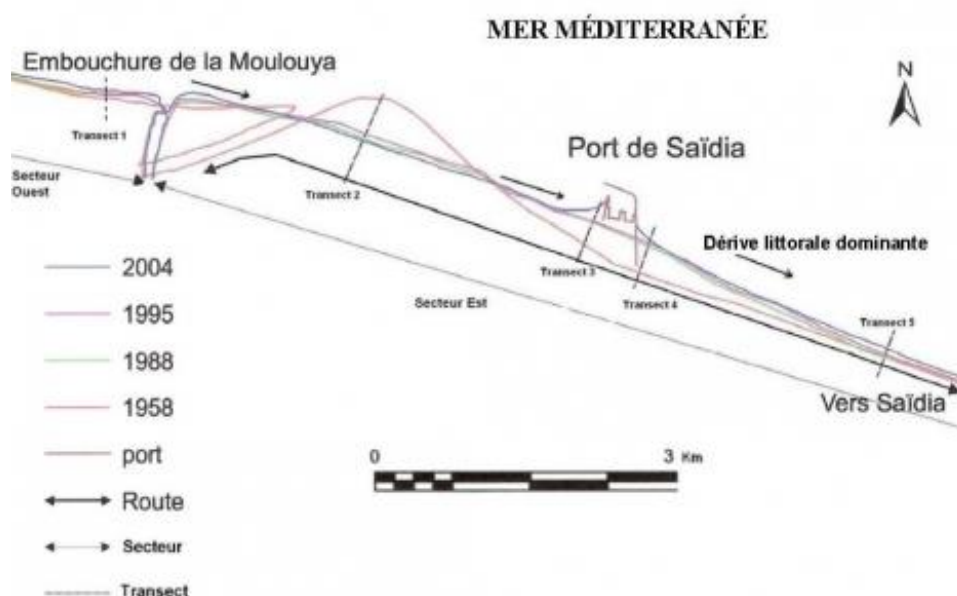 MER MÉDITERRANÉE
Embouchure de la Moulouya
N
Transect 1
Port de Saïdia
Secteur
Ouest
Transect 2
Dérive littorale dominante
Transect 3
2004
Secteur Est
Transect 4
1995
Transect 5
1988
1958
Vers Saïdia
port
0 3 Km
Route
Secteur
Transect